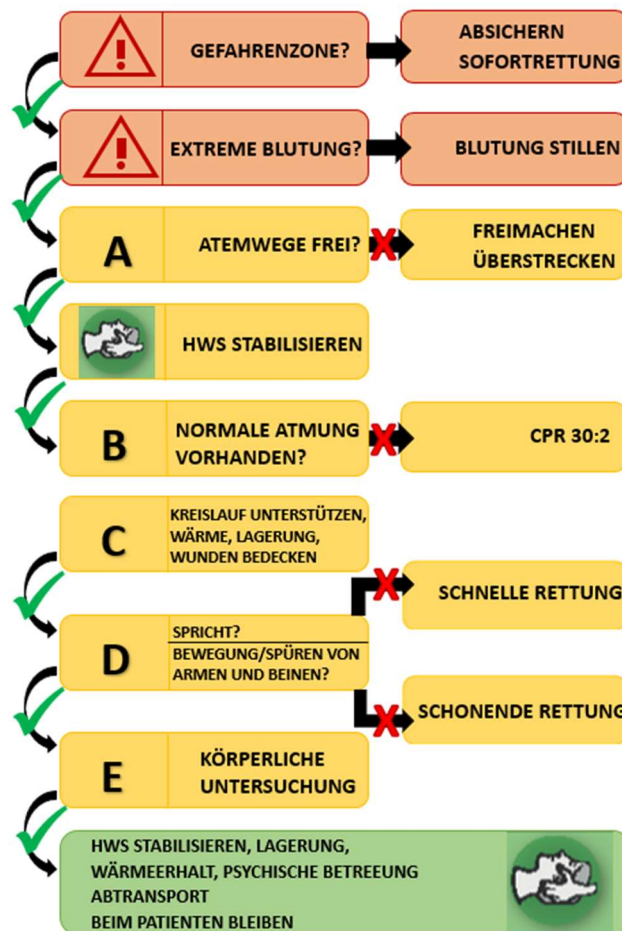 GEFAHRENZONE?
ABSICHERN
SOFORTRETTUNG
EXTREME BLUTUNG?
BLUTUNG STILLEN
A
ATEMWEGE FREI?
X
FREIMACHEN
ÜBERSTRECKEN
HWS STABILISIEREN
B
NORMALE ATMUNG
VORHANDEN?
X
CPR 30:2
C
KREISLAUF UNTERSTÜTZEN,
WÄRME, LAGERUNG,
WUNDEN BEDECKEN
D
SPRICHT?
BEWEGUNG/SPÜREN VON
ARMEN UND BEINEN?
X
SCHNELLE RETTUNG
X
SCHONENDE RETTUNG
E
KÖRPERLICHE
UNTERSUCHUNG
HWS STABILISIEREN, LAGERUNG,
WÄRMEERHALT, PSYCHISCHE BETREEUNG
ABTRANSPORT
BEIM PATIENTEN BLEIBEN